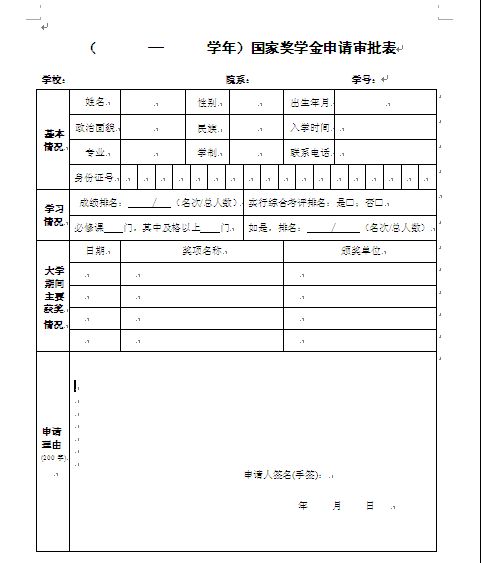 （ — 学年）国家奖学金申请审批表
学校： 院系： 学号：
基本情况
姓名 性别 出生年月
政治面貌 民族 入学时间
专业 学制 联系电话
身份证号
学习情况
成绩排名：____/____（名次/总人数） 实行综合考评排名：是□；否□
必修课____门，其中及格以上____门 如是，排名：____/____（名次/总人数）
大学期间主要获奖情况
日期 奖项名称 颁奖单位
申请理由
(200字)
申请人签名(手签)：
年 月 日